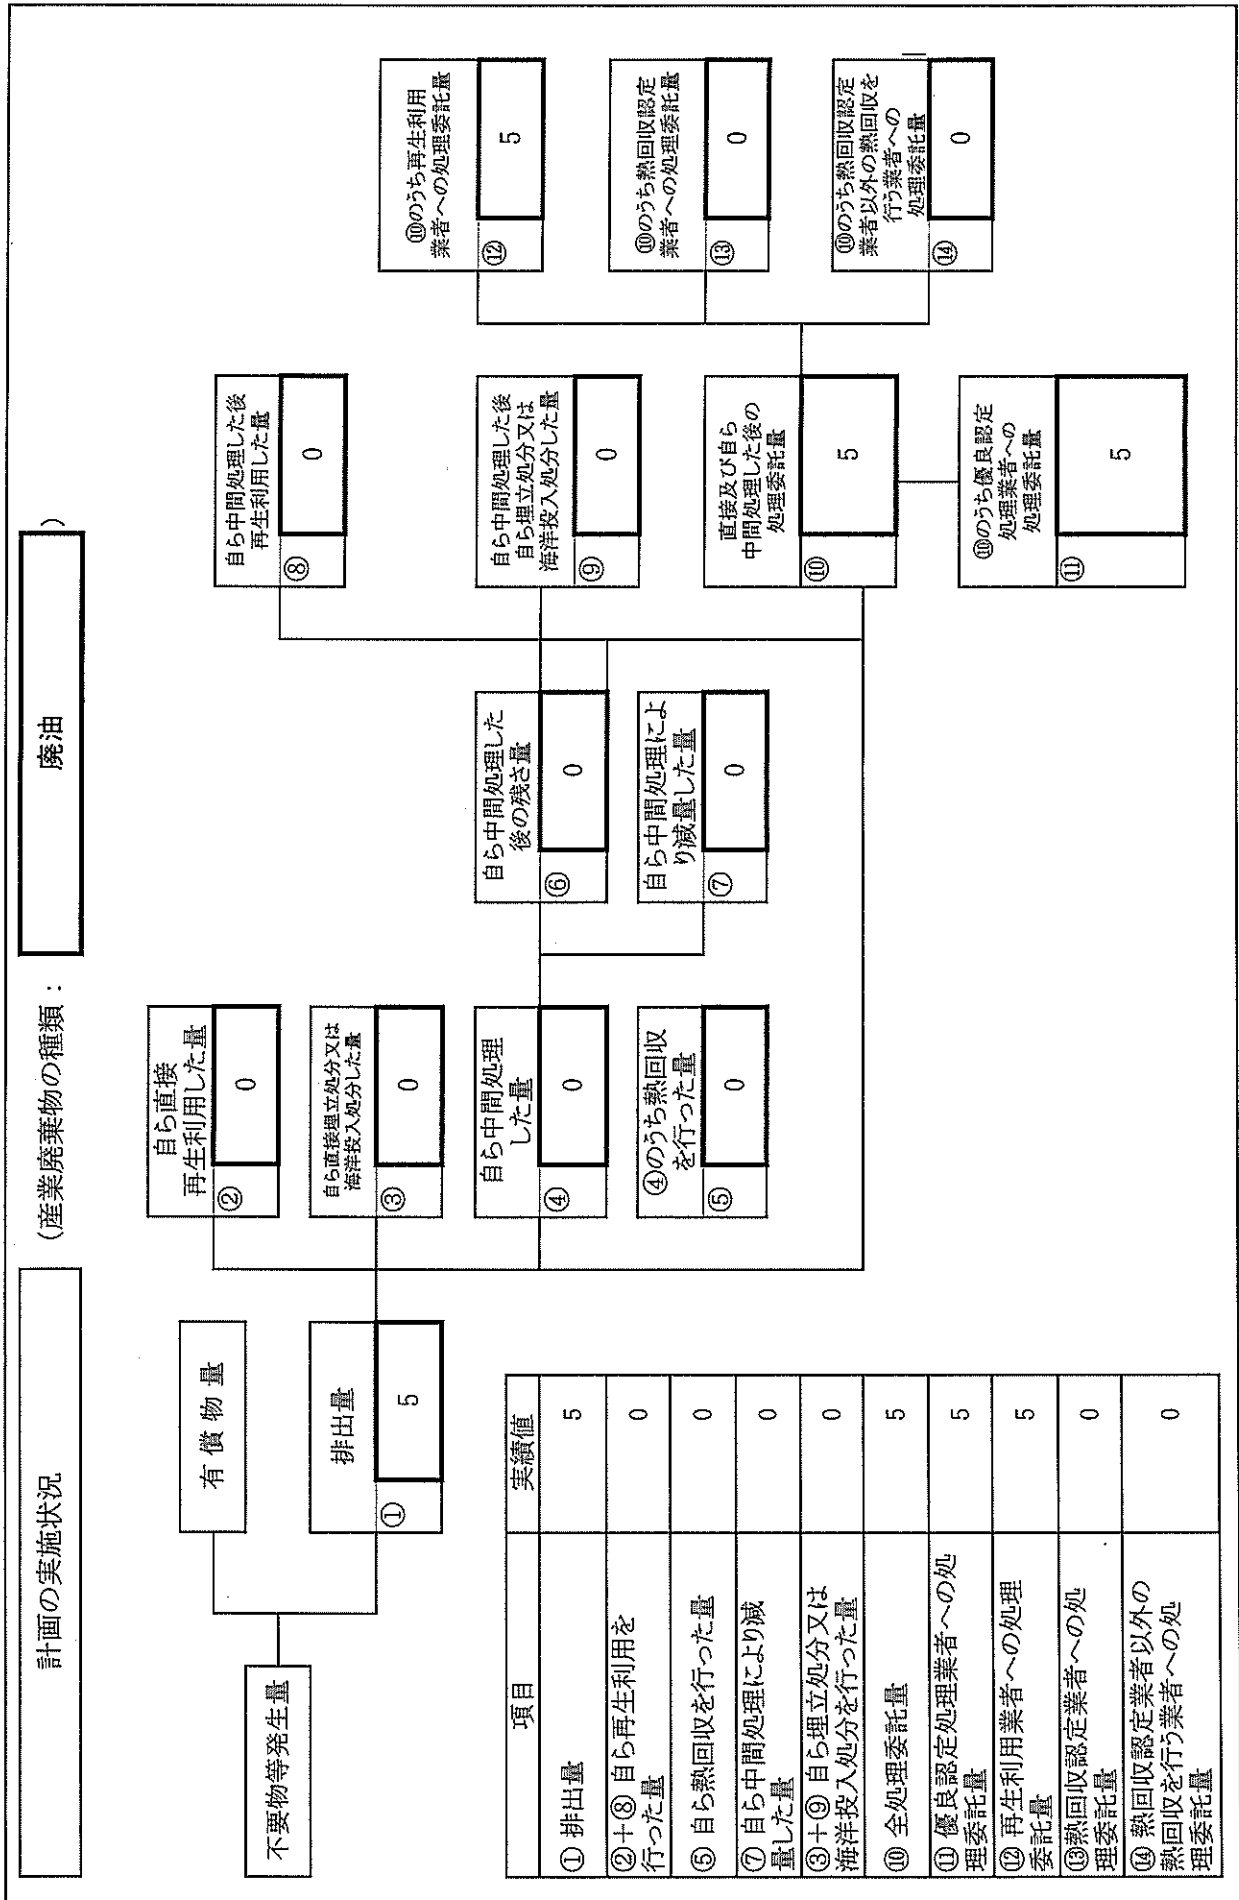 計画の実施状況
(産業廃棄物の種類：
廃油
)
不要物等発生量
有償物量
排出量
①
5
自ら直接
再生利用した量
②
0
自ら直接埋立処分又は
海洋投入処分した量
③
0
自ら中間処理
した量
④
0
④のうち熱回収
を行った量
⑤
0
自ら中間処理した
後の残さ量
⑥
0
自ら中間処理によ
り減量した量
⑦
0
自ら中間処理した後
再生利用した量
⑧
0
自ら中間処理した後
自ら埋立処分又は
海洋投入処分した量
⑨
0
直接及び自ら
中間処理した後の
処理委託量
⑩
5
⑩のうち優良認定
処理業者への
処理委託量
⑪
5
⑩のうち再生利用
業者への処理委託量
⑫
5
⑩のうち熱回収認定
業者への処理委託量
⑬
0
⑩のうち熱回収認定
業者以外の熱回収を
行う業者への
処理委託量
⑭
0
項目 実績値
① 排出量 5
②＋⑧ 自ら再生利用を
行った量 0
⑤ 自ら熱回収を行った量 0
⑦ 自ら中間処理により減
量した量 0
③＋⑨ 自ら埋立処分又は
海洋投入処分を行った量 0
⑩ 全処理委託量 5
⑪ 優良認定処理業者への処
理委託量 5
⑫ 再生利用業者への処理
委託量 5
⑬熱回収認定業者への処
理委託量 0
⑭ 熱回収認定業者以外の
熱回収を行う業者への処
理委託量 0